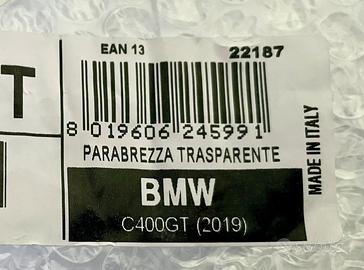 EAN 13 22187
T
8 019606 245991
PARABREZZA TRASPARENTE
BMW
C400GT (2019)
MADE IN ITALY